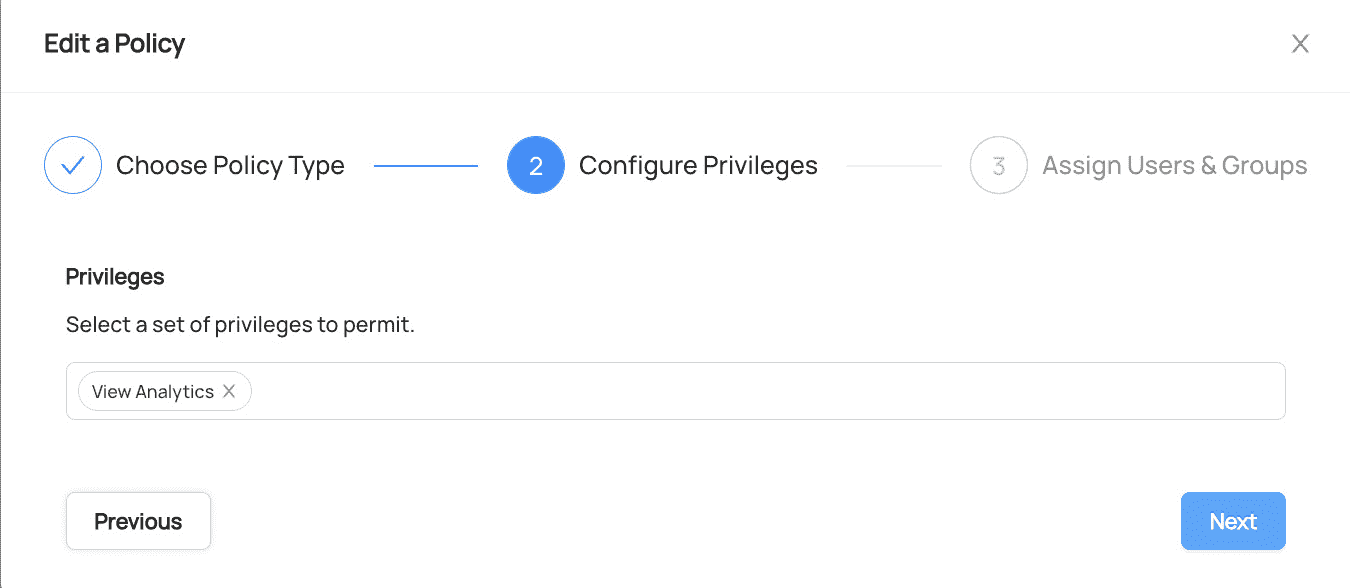 Edit a Policy
Choose Policy Type
2 Configure Privileges
3 Assign Users & Groups
Privileges
Select a set of privileges to permit.
View Analytics
Previous
Next